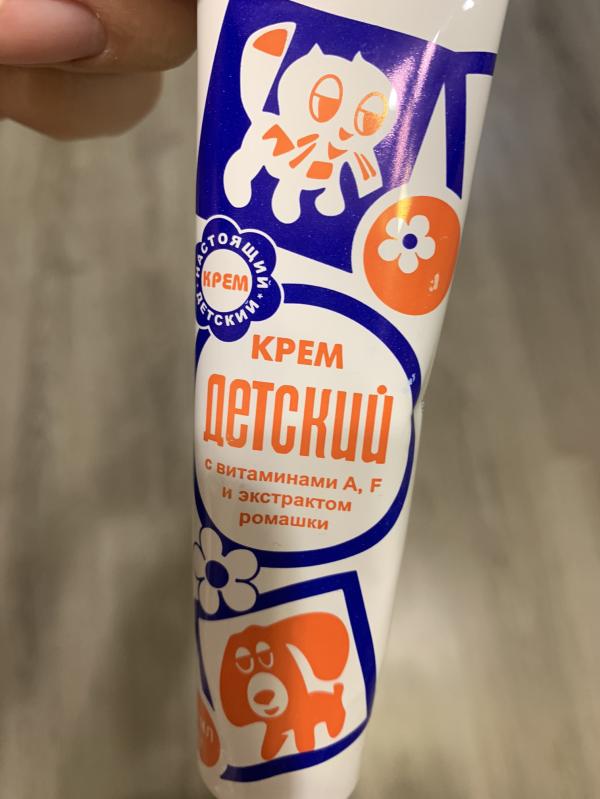 НАСТОЯЩИЙ
КРЕМ
ДЕТСКИЙ
КРЕМ
ДЕТСКИЙ
с витаминами A, F
и экстрактом
ромашки